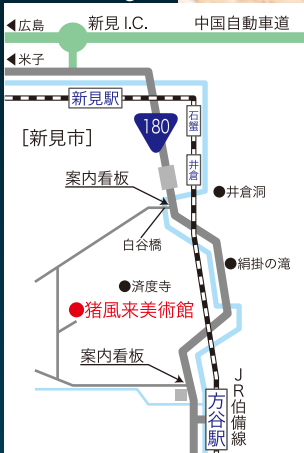 ◀広島
新見 I.C.
中国自動車道
◀米子
新見駅
石蟹
180
[新見市]
井倉
案内看板
●井倉洞
白谷橋
●絹掛の滝
●済度寺
●猪風来美術館
案内看板
JR伯備線
方谷駅